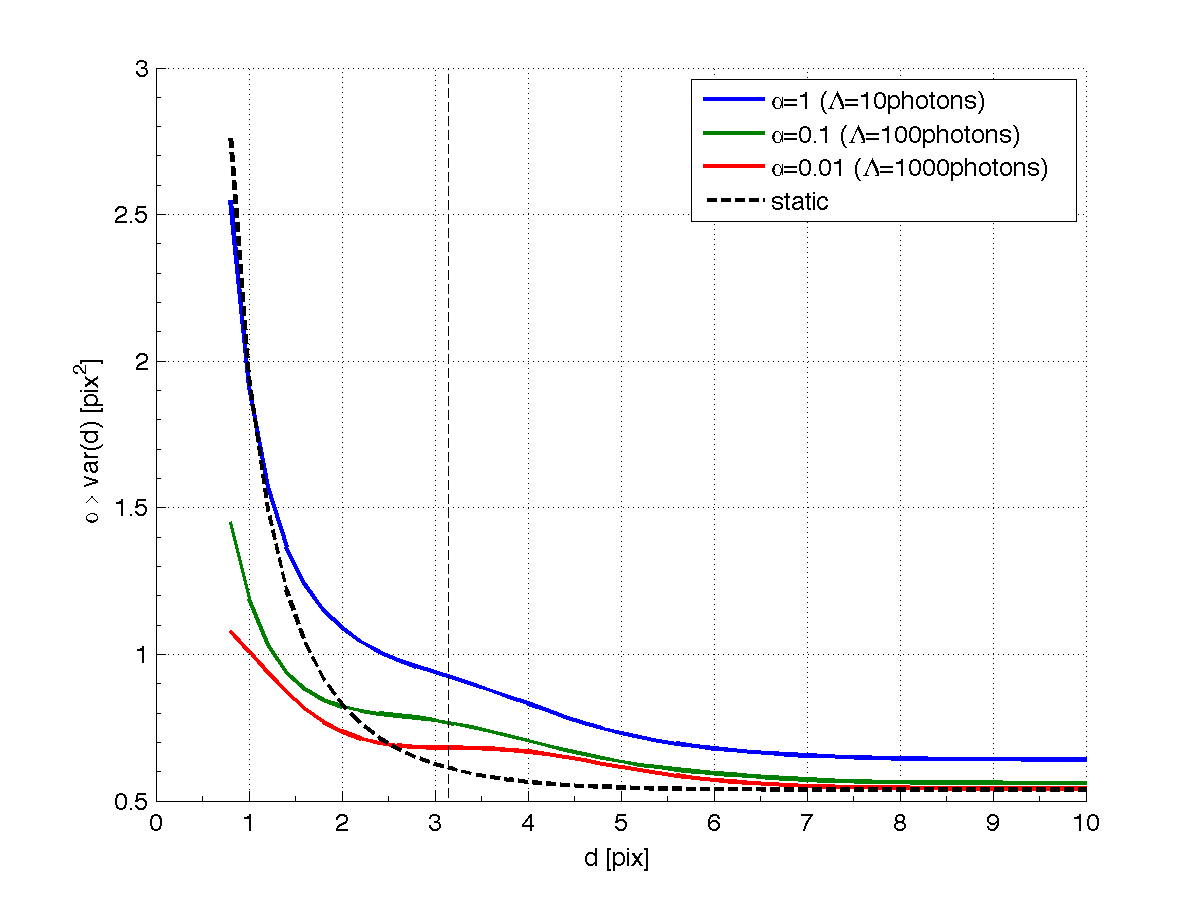 3
2.5
2
1.5
1
0.5
0 1 2 3 4 5 6 7 8 9 10
d [pix]
σ > var(d) [pix²]
α=1 (Λ=10photons)
α=0.1 (Λ=100photons)
α=0.01 (Λ=1000photons)
static